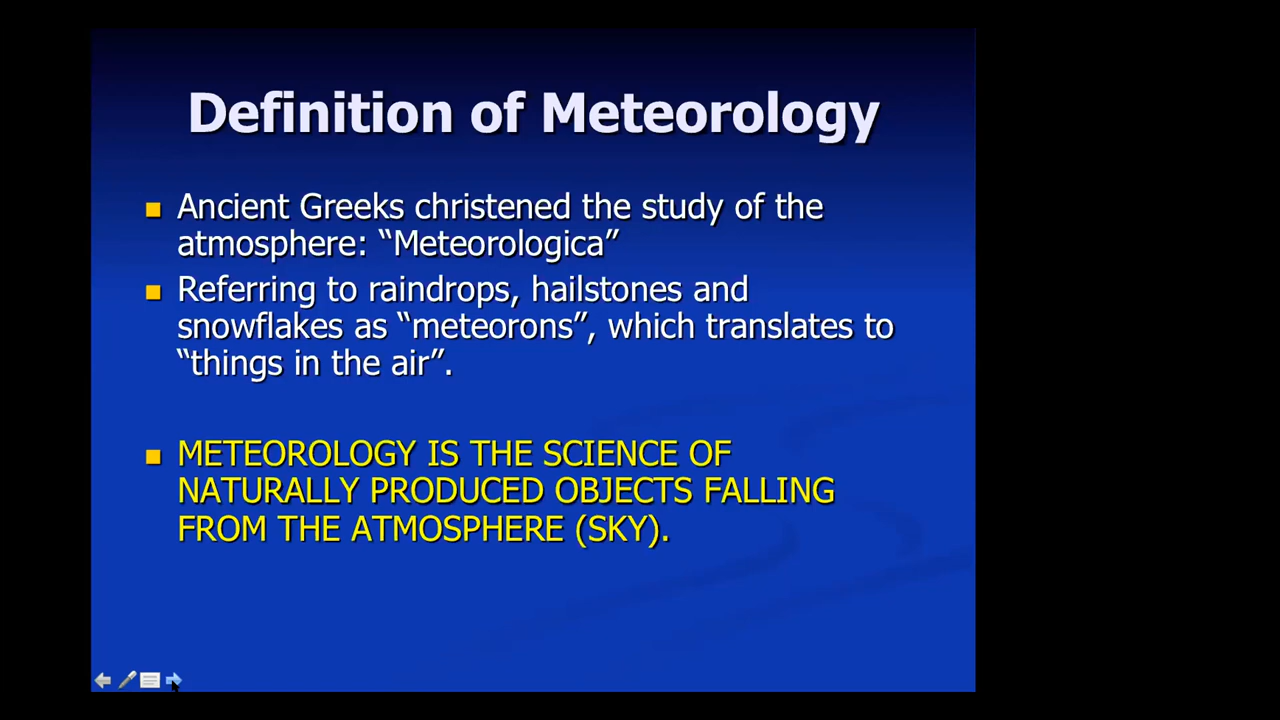 Definition of Meteorology
Ancient Greeks christened the study of the
atmosphere: “Meteorologica”
Referring to raindrops, hailstones and
snowflakes as “meteorons”, which translates to
“things in the air”.
METEOROLOGY IS THE SCIENCE OF
NATURALLY PRODUCED OBJECTS FALLING
FROM THE ATMOSPHERE (SKY).